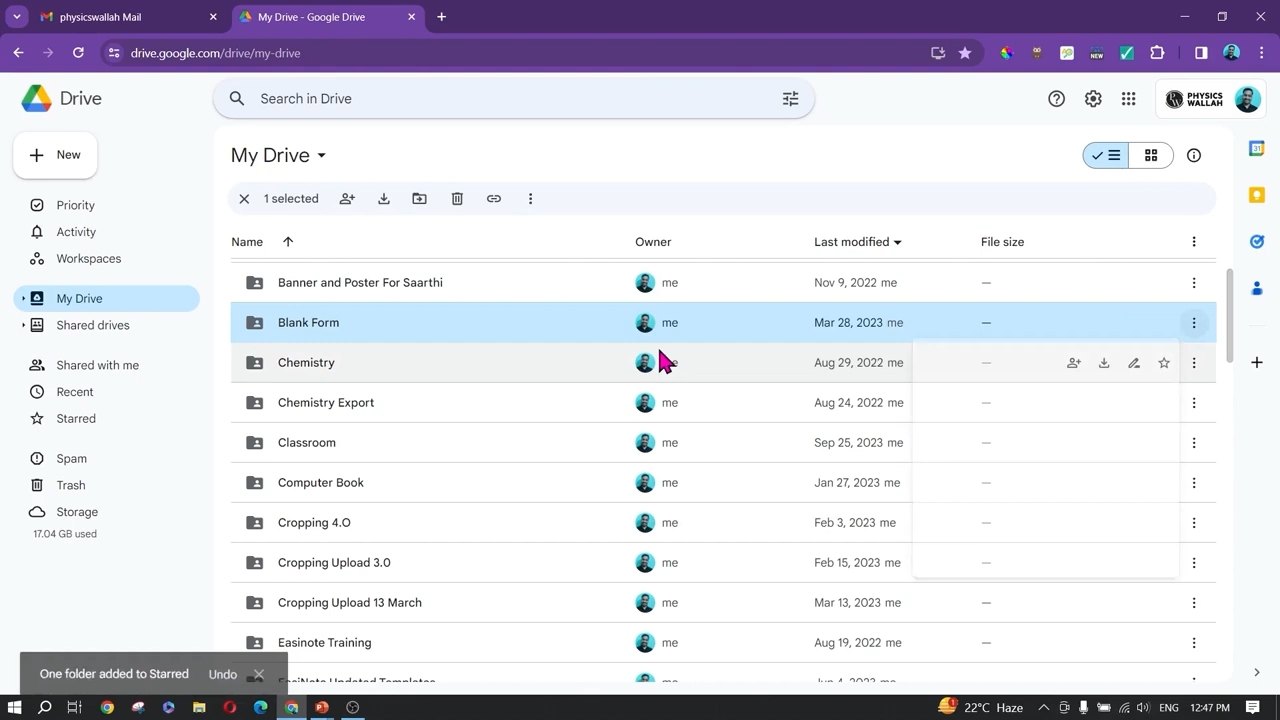 physicswallah Mail
My Drive - Google Drive
drive.google.com/drive/my-drive
NEW
Drive
Search in Drive
PHYSICS
WALLAH
New
My Drive
31
Priority
Activity
Workspaces
My Drive
Shared drives
Shared with me
Recent
Starred
Spam
Trash
Storage
17.04 GB used
1 selected
Name Owner Last modified File size
Banner and Poster For Saarthi me Nov 9, 2022 me —
Blank Form me Mar 28, 2023 me —
Chemistry Aug 29, 2022 me —
Chemistry Export me Aug 24, 2022 me —
Classroom me Sep 25, 2023 me —
Computer Book me Jan 27, 2023 me —
Cropping 4.O me Feb 3, 2023 me —
Cropping Upload 3.0 me Feb 15, 2023 me —
Cropping Upload 13 March me Mar 13, 2023 me —
Easinote Training me Aug 19, 2022 me —
One folder added to Starred Undo
1 22°C Haze ENG 12:47 PM